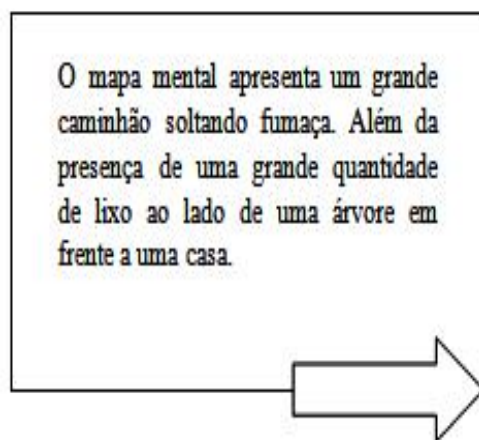 O mapa mental apresenta um grande
caminhão soltando fumaça. Além da
presença de uma grande quantidade
de lixo ao lado de uma árvore em
frente a uma casa.